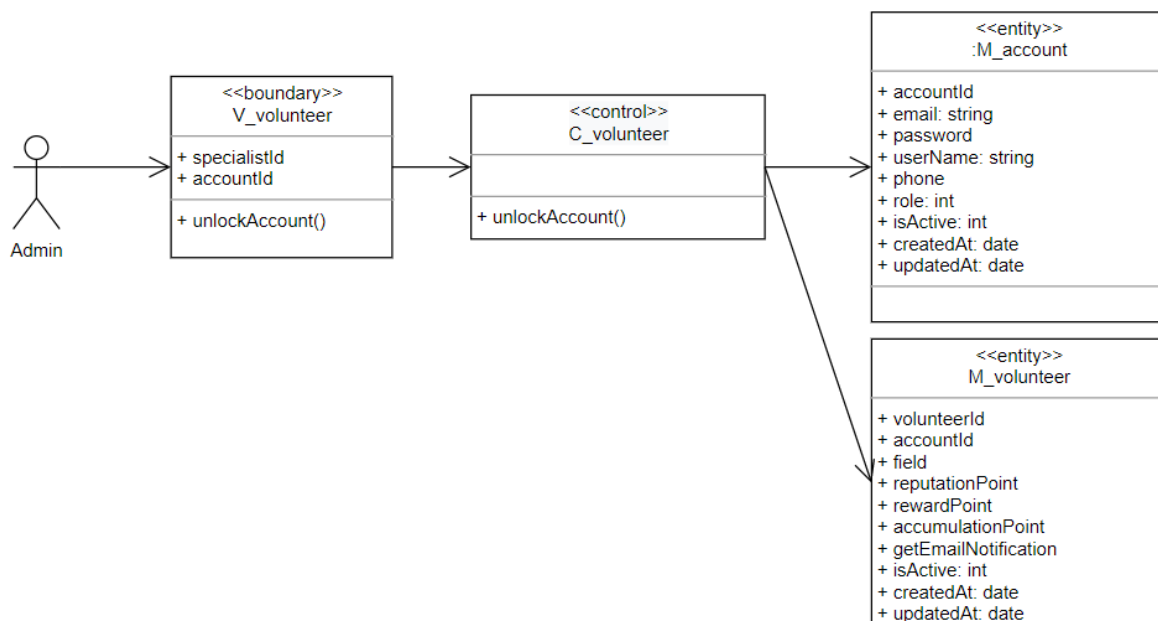 Admin
<<boundary>>
V_volunteer
+ specialistId
+ accountId
+ unlockAccount()
<<control>>
C_volunteer
+ unlockAccount()
<<entity>>
:M_account
+ accountId
+ email: string
+ password
+ userName: string
+ phone
+ role: int
+ isActive: int
+ createdAt: date
+ updatedAt: date
<<entity>>
M_volunteer
+ volunteerId
+ accountId
+ field
+ reputationPoint
+ rewardPoint
+ accumulationPoint
+ getEmailNotification
+ isActive: int
+ createdAt: date
+ updatedAt: date